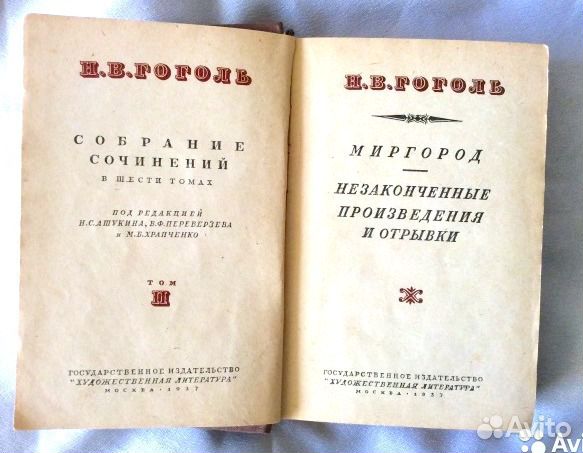 Н.В.ГОГОЛЬ
СОБРАНИЕ
СОЧИНЕНИЙ
В ШЕСТИ ТОМАХ
ПОД РЕДАКЦИЕЙ
Н.С.АШУКИНА, В.Ф.ПЕРЕВЕРЗЕВА
и М.Б.ХРАПЧЕНКО
ТОМ
II
ГОСУДАРСТВЕННОЕ ИЗДАТЕЛЬСТВО
"ХУДОЖЕСТВЕННАЯ ЛИТЕРАТУРА"
МОСКВА • 1937
Н.В.ГОГОЛЬ
МИРГОРОД
НЕЗАКОНЧЕННЫЕ
ПРОИЗВЕДЕНИЯ
И ОТРЫВКИ
ГОСУДАРСТВЕННОЕ ИЗДАТЕЛЬСТВО
"ХУДОЖЕСТВЕННАЯ ЛИТЕРАТУРА"
МОСКВА • 1937
Avito
Avi